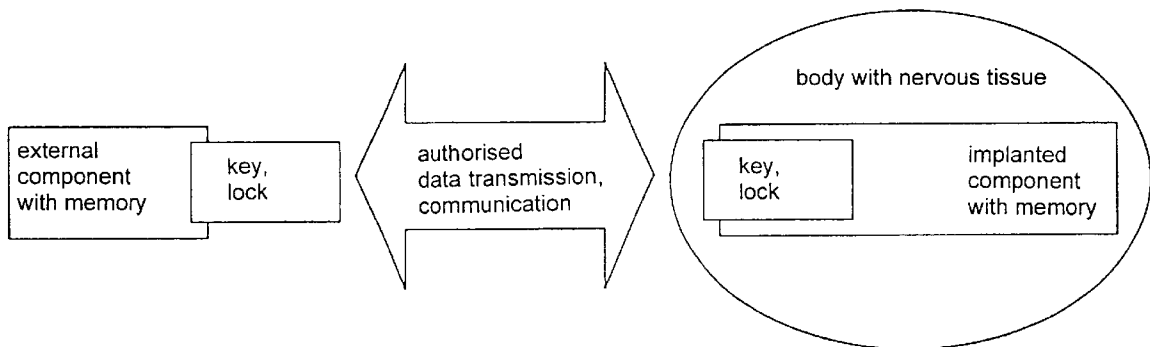 external
component
with memory
key,
lock
authorised
data transmission,
communication
body with nervous tissue
key,
lock
implanted
component
with memory